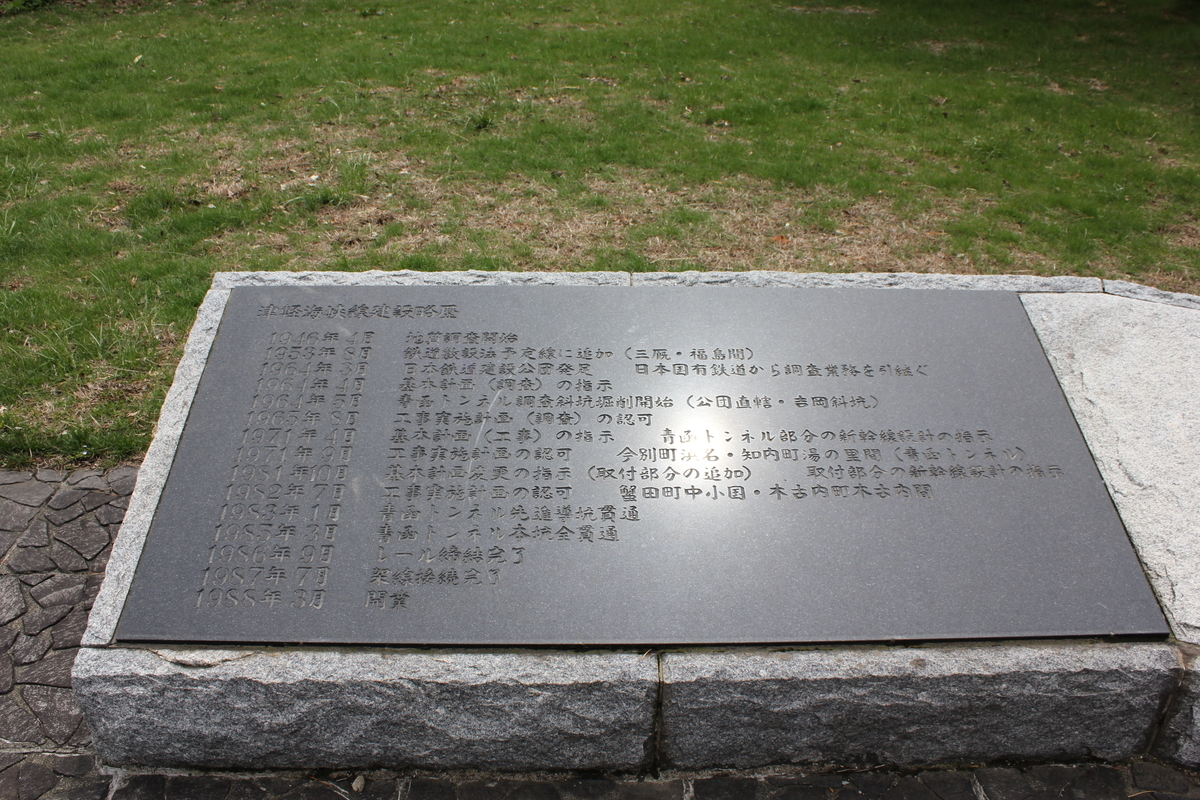 津軽海峡線建設略歴
1946年 4月 地質調査開始
1953年 8月 鉄道敷設法予定線に追加(三厩・福島間)
1964年 3月 日本鉄道建設公団発足 日本国有鉄道から調査業務を引継ぐ
1964年 4月 基本計画(調査)の指示
1964年 5月 青函トンネル調査斜坑掘削開始(公団直轄・吉岡斜坑)
1965年 8月 工事実施計画(調査)の認可
1971年 4月 基本計画(工事)の指示 青函トンネル部分の新幹線設計の指示
1971年 9月 工事実施計画の認可 今別町浜名・知内町湯の里間(青函トンネル)
1981年10月 基本計画変更の指示(取付部分の追加) 取付部分の新幹線設計の指示
1982年 7月 工事実施計画の認可 蟹田町中小国・木古内町木古内間
1983年 1月 青函トンネル先進導坑貫通
1985年 3月 青函トンネル本坑全貫通
1986年 9月 レール締結完了
1987年 7月 架線接続完了
1988年 3月 開業